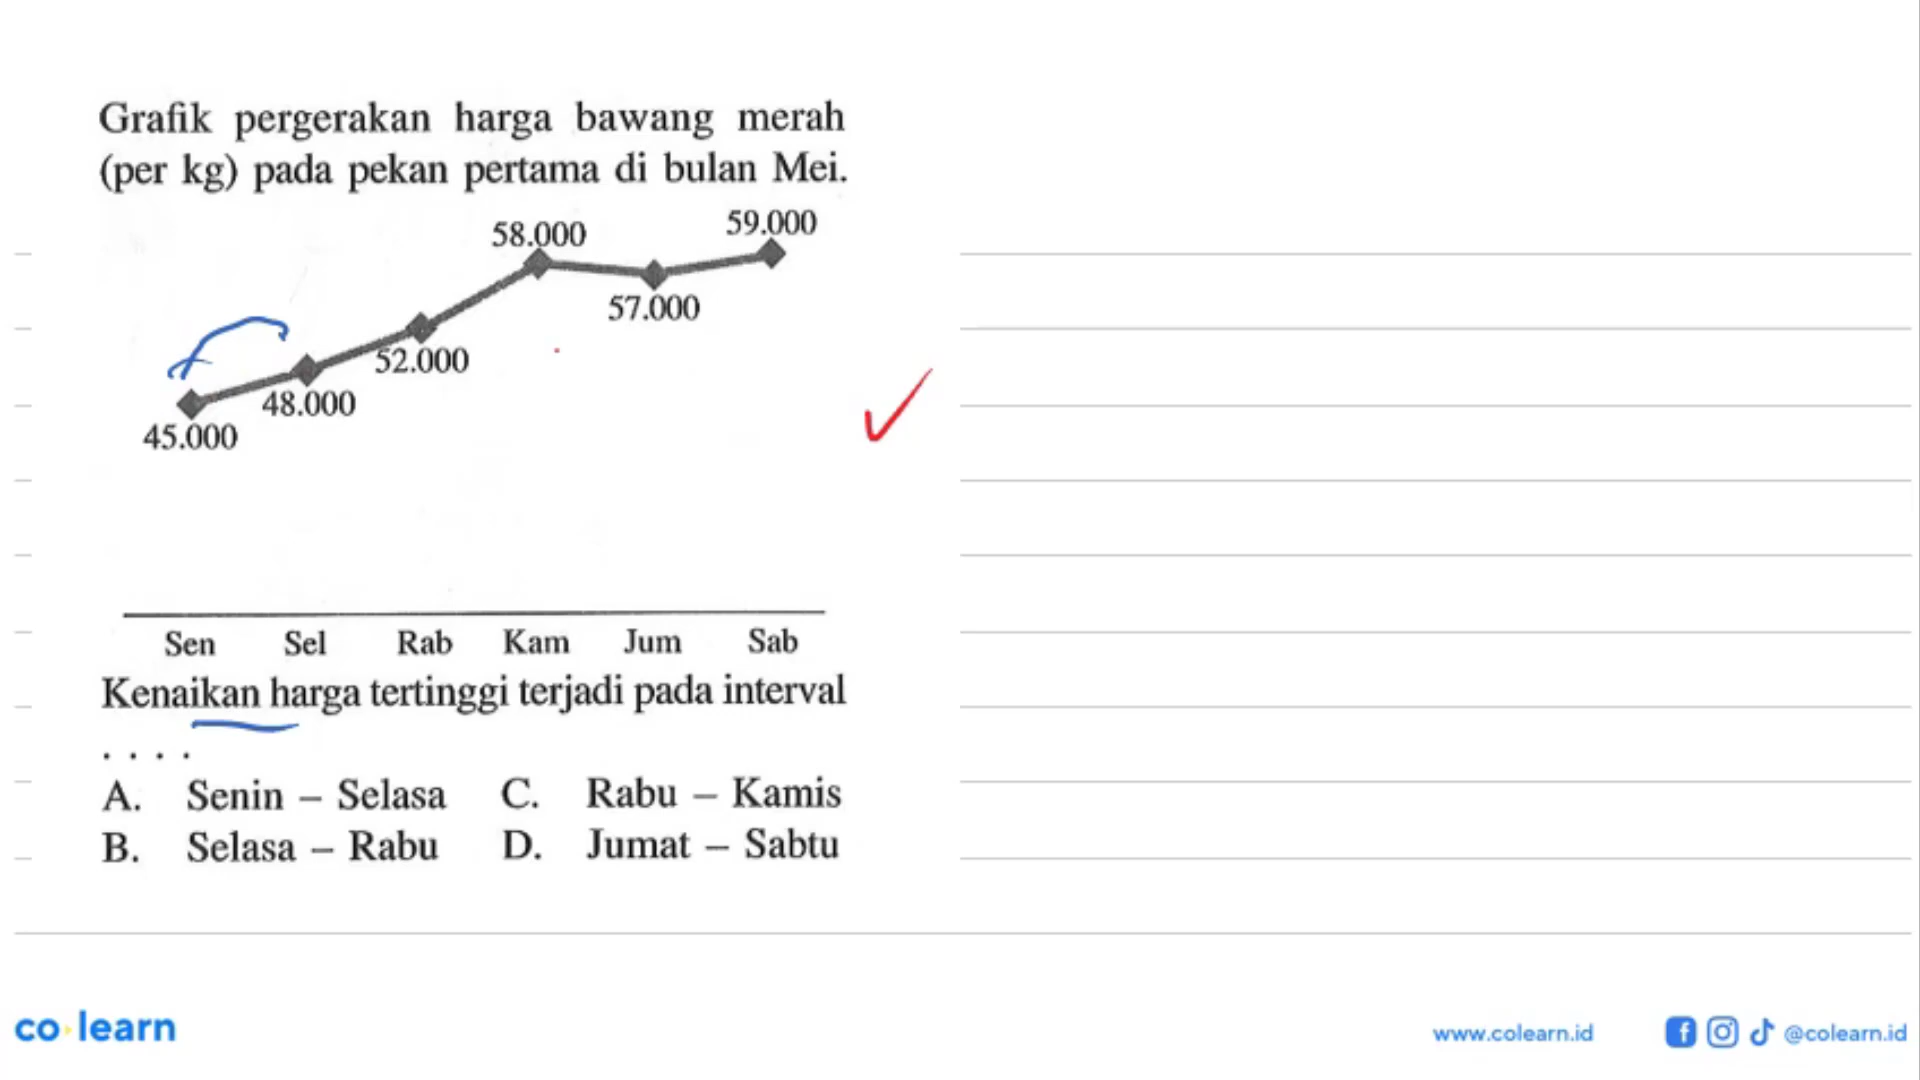 Grafik pergerakan harga bawang merah
(per kg) pada pekan pertama di bulan Mei.
58.000
59.000
57.000
52.000
48.000
45.000
Sen Sel Rab Kam Jum Sab
Kenaikan harga tertinggi terjadi pada interval
. . . .
A. Senin – Selasa C. Rabu – Kamis
B. Selasa – Rabu D. Jumat – Sabtu
co learn
www.colearn.id @colearn.id